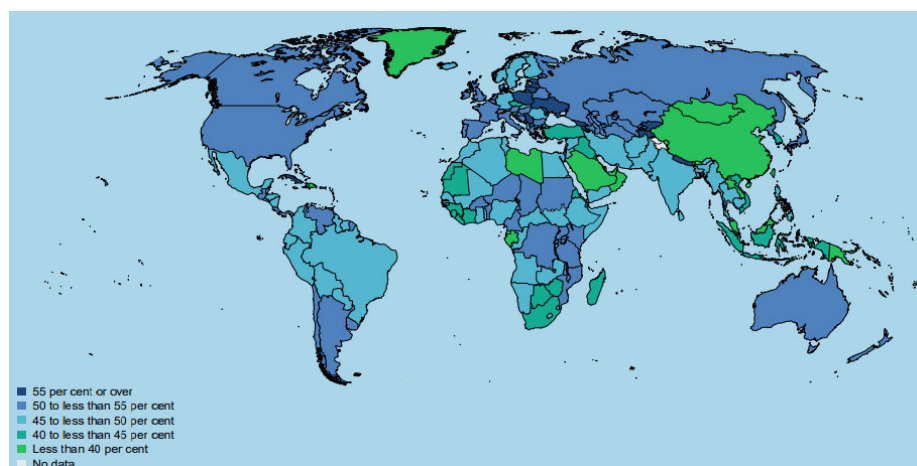 55 per cent or over
50 to less than 55 per cent
45 to less than 50 per cent
40 to less than 45 per cent
Less than 40 per cent
No data